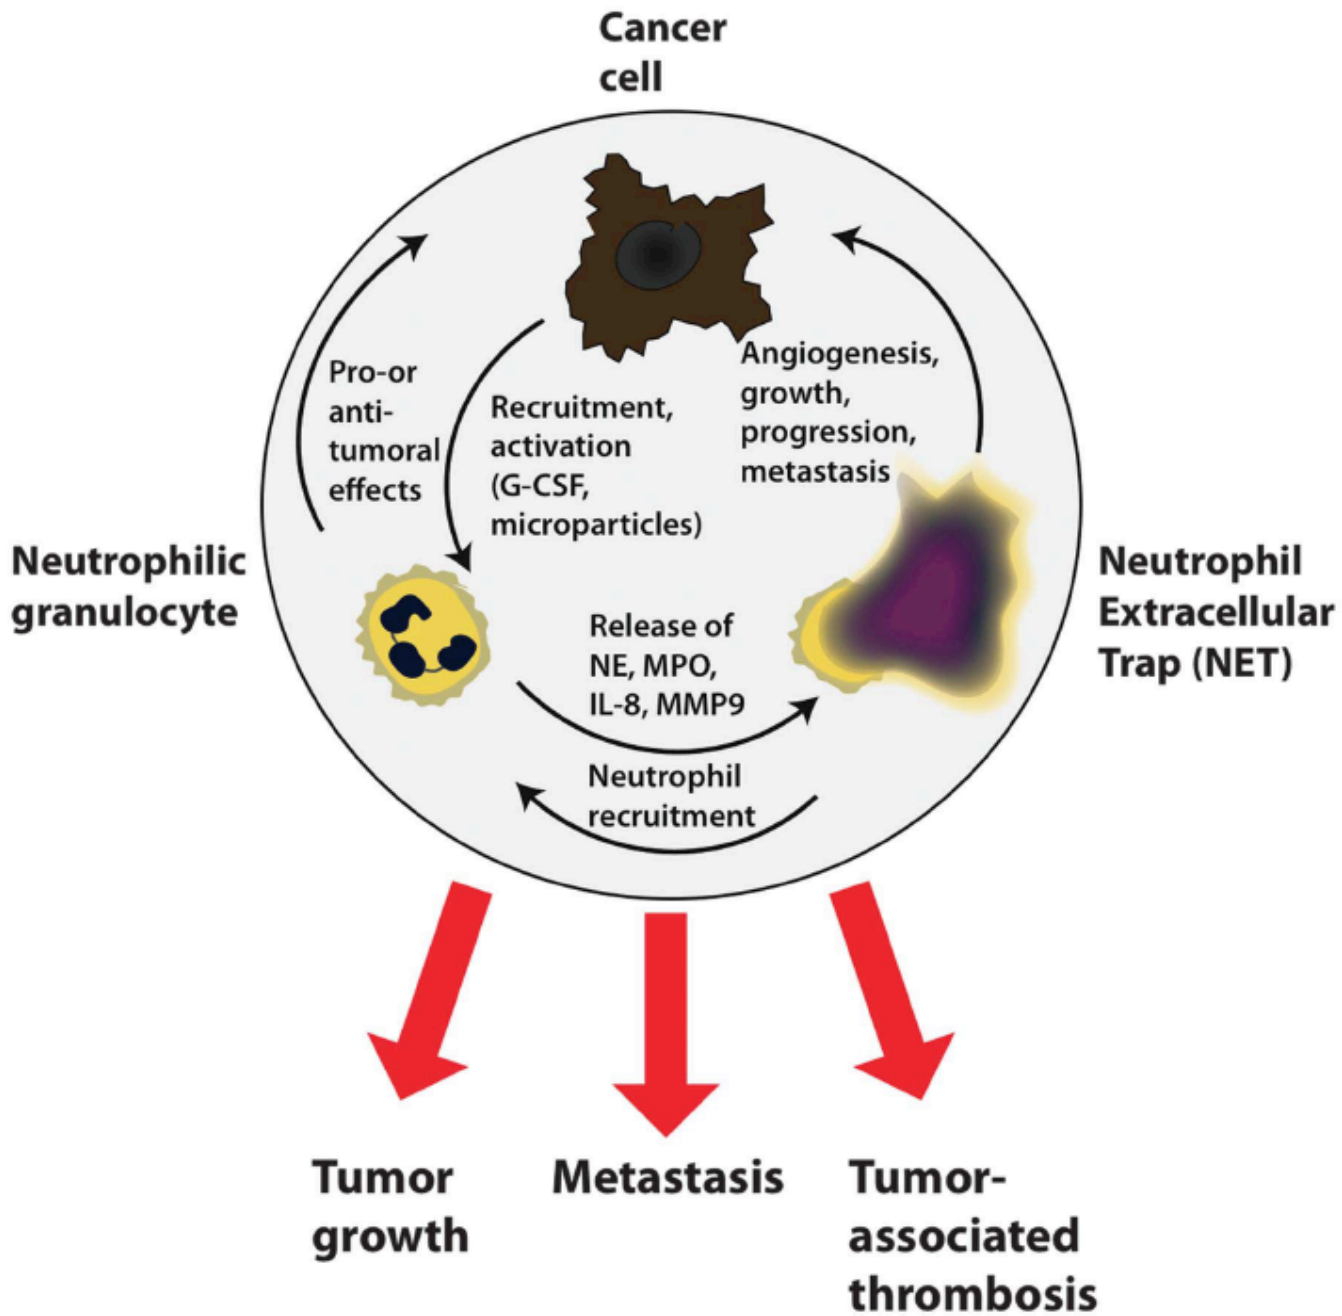 Cancer
cell
Pro-or
anti-
tumoral
effects
Recruitment,
activation
(G-CSF,
microparticles)
Angiogenesis,
growth,
progression,
metastasis
Neutrophilic
granulocyte
Neutrophil
Extracellular
Trap (NET)
Release of
NE, MPO,
IL-8, MMP9
Neutrophil
recruitment
Tumor
growth
Metastasis
Tumor-
associated
thrombosis